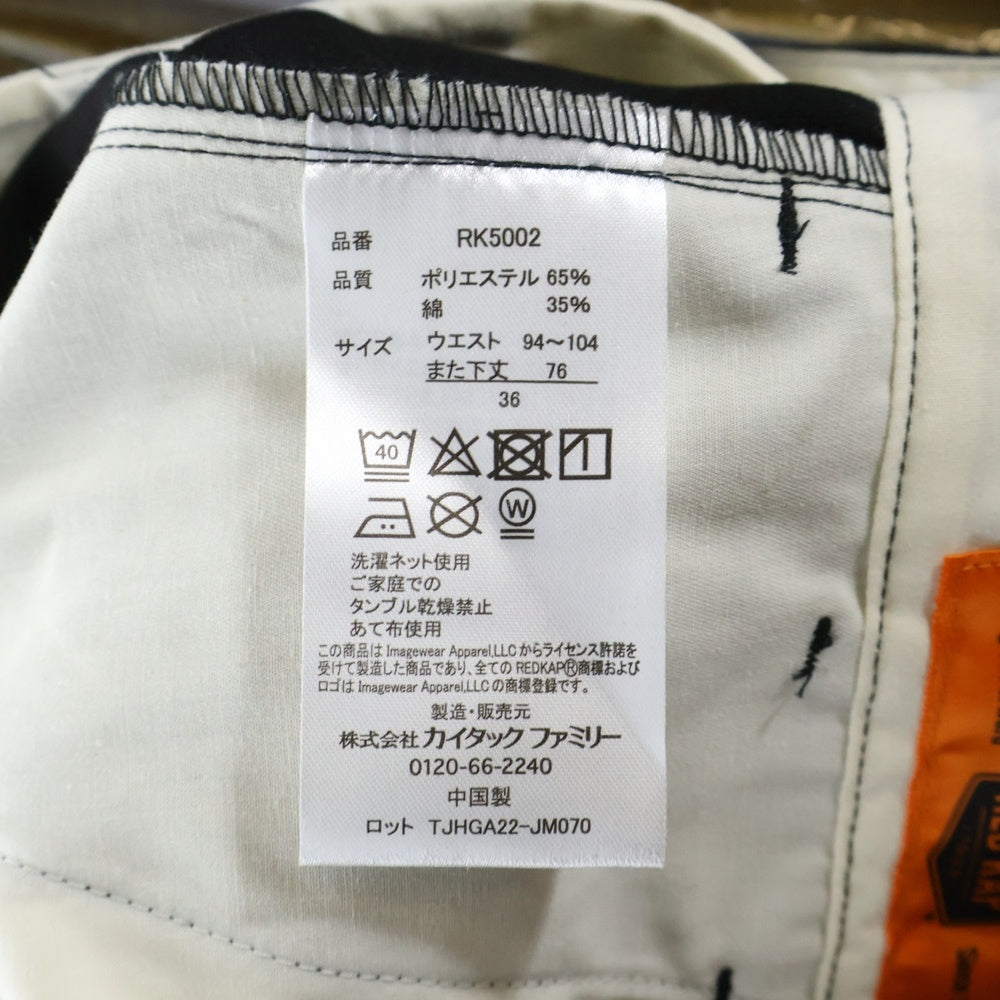 品番 RK5002
品質 ポリエステル 65%
綿 35%
サイズ ウエスト 94～104
また下丈 76
36
40
W
洗濯ネット使用
ご家庭での
タンブル乾燥禁止
あて布使用
この商品は Imagewear Apparel,LLC からライセンス許諾を
受けて製造した商品であり、全ての REDKAP®商標および
ロゴは Imagewear Apparel,LLC の商標登録です。
製造・販売元
株式会社 カイタック ファミリー
0120-66-2240
中国製
ロット TJHGA22-JM070